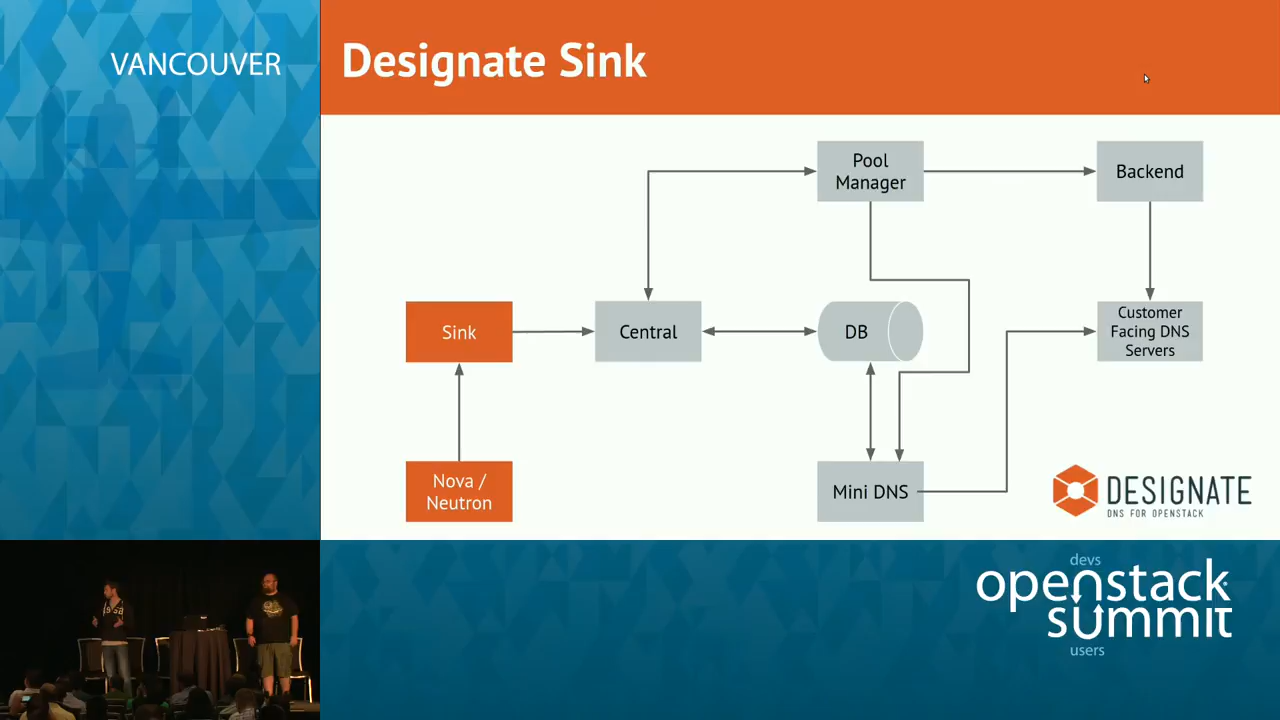 VANCOUVER
Designate Sink
Pool
Manager
Backend
Sink
Central
DB
Customer
Facing DNS
Servers
Nova /
Neutron
Mini DNS
DESIGNATE
DNS FOR OPENSTACK
devs
openstack
summit
users